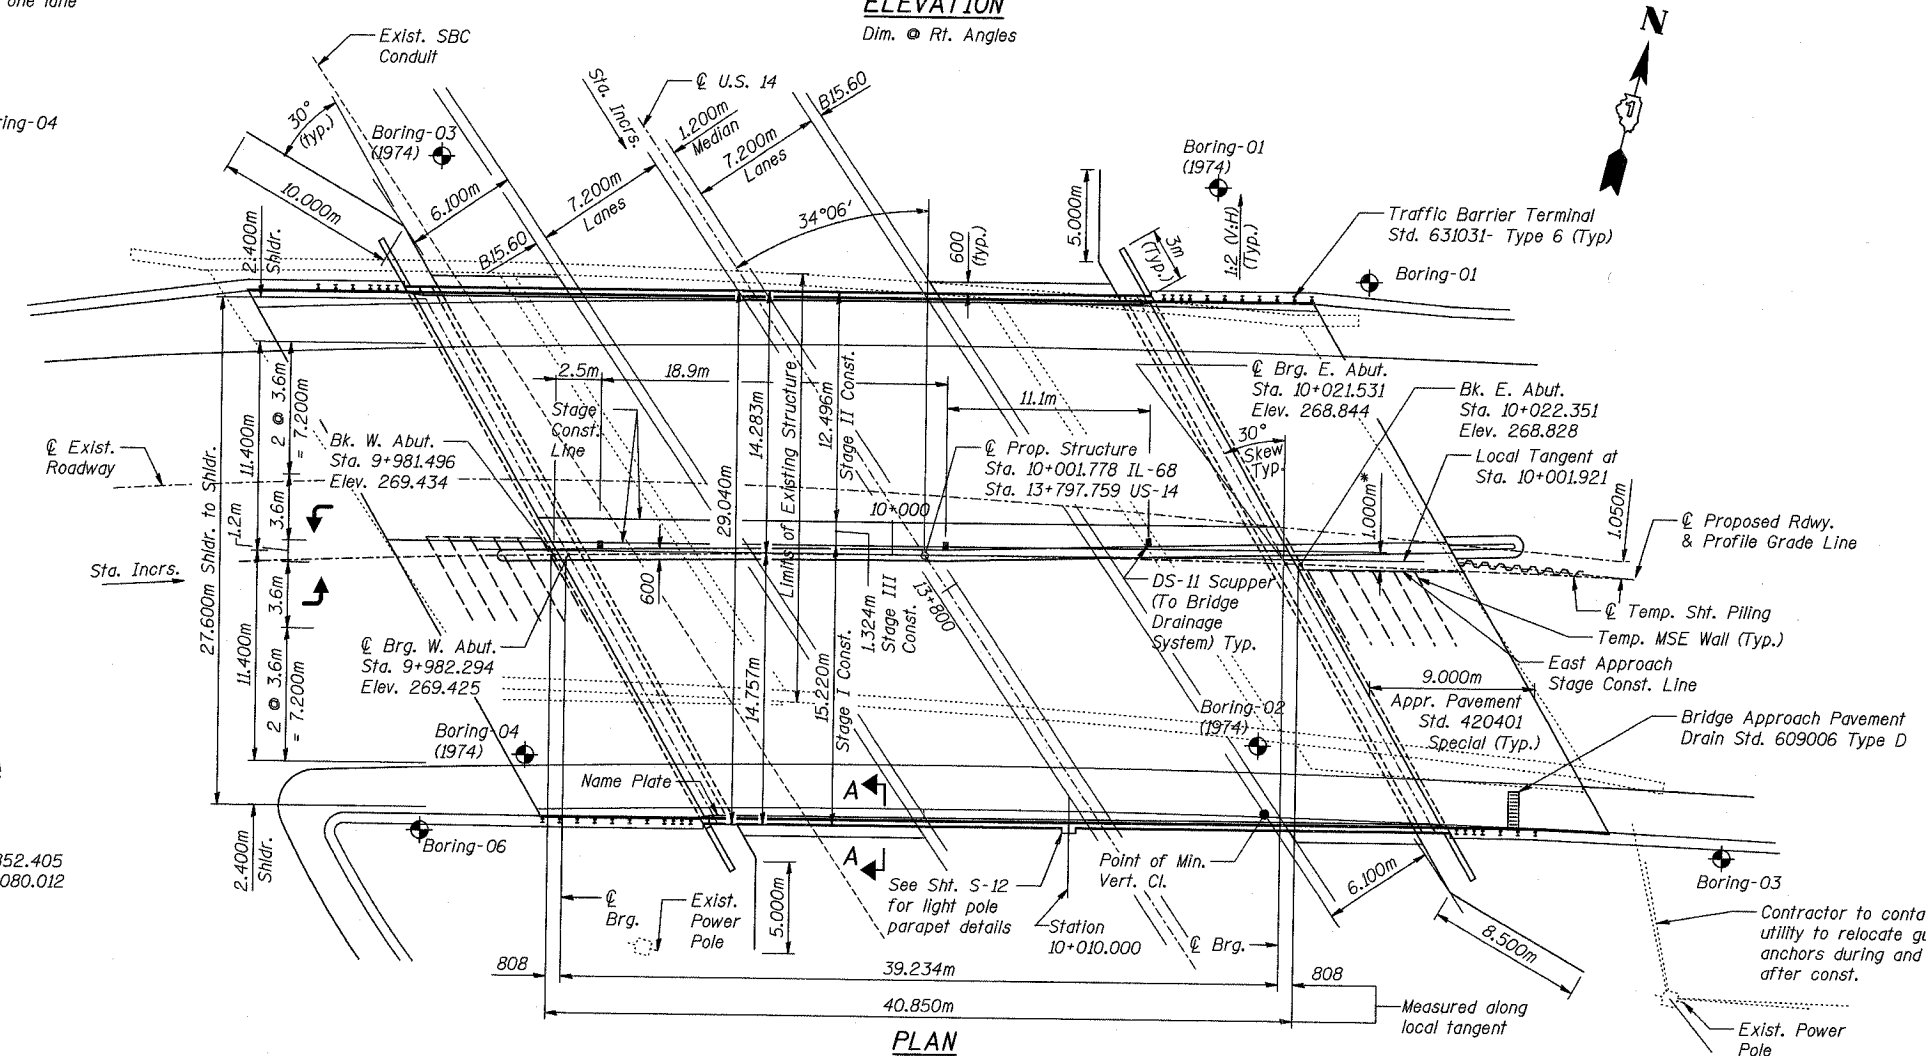 one lane
ELEVATION
Dim. @ Rt. Angles
N
1
Exist. SBC
Conduit
Sta. Incrs.
℄ U.S. 14
1.200m
Median
7.200m
Lanes
B15.60
30°
(typ.)
Boring-03
(1974)
ring-04
10.000m
6.100m
7.200m
Lanes
B15.60
34°06'
Boring-01
(1974)
1:2 (V:H)
(Typ.)
5.000m
3m
(Typ.)
600
(typ.)
Traffic Barrier Terminal
Std. 631031- Type 6 (Typ)
Boring-01
2.400m
Shldr.
2.5m
18.9m
11.1m
Stage
Const.
Line
14.283m
Limits of Existing Structure
12.496m
Stage II Const.
29.040m
℄ Brg. E. Abut.
Sta. 10+021.531
Elev. 268.844
Bk. E. Abut.
Sta. 10+022.351
Elev. 268.828
Local Tangent at
Sta. 10+001.921
30°
Skew
Typ.
1.000m*
1.050m
℄ Exist.
Roadway
Bk. W. Abut.
Sta. 9+981.496
Elev. 269.434
℄ Prop. Structure
Sta. 10+001.778 IL-68
Sta. 13+797.759 US-14
10+000
13+800
27.600m Shldr. to Shldr.
11.400m
2 @ 3.6m
= 7.200m
3.6m
1.2m
3.6m
11.400m
2 @ 3.6m
= 7.200m
Sta. Incrs.
600
℄ Proposed Rdwy.
& Profile Grade Line
℄ Temp. Sht. Piling
Temp. MSE Wall (Typ.)
East Approach
Stage Const. Line
DS-11 Scupper
(To Bridge
Drainage
System) Typ.
1.324m
Stage III
Const.
℄ Brg. W. Abut.
Sta. 9+982.294
Elev. 269.425
14.757m
15.220m
Stage I Const.
9.000m
Appr. Pavement
Std. 420401
Special (Typ.)
Bridge Approach Pavement
Drain Std. 609006 Type D
Boring-02
(1974)
Boring-04
(1974)
Name Plate
A
A
Boring-06
2.400m
Shldr.
352.405
080.012
℄
Brg.
Exist.
Power
Pole
5.000m
See Sht. S-12
for light pole
parapet details
Station
10+010.000
Point of Min.
Vert. Cl.
℄ Brg.
6.100m
8.500m
Boring-03
Contractor to conta
utility to relocate gu
anchors during and
after const.
Exist. Power
Pole
808
39.234m
808
40.850m
Measured along
local tangent
PLAN